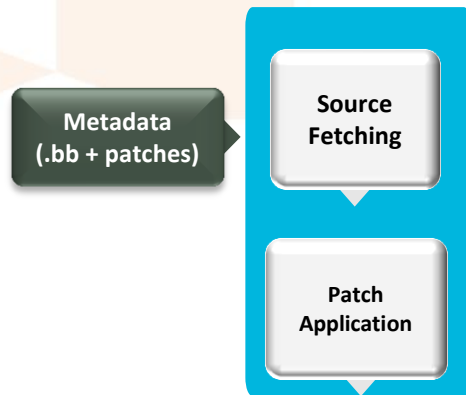 Metadata
(.bb + patches)
Source
Fetching
Patch
Application